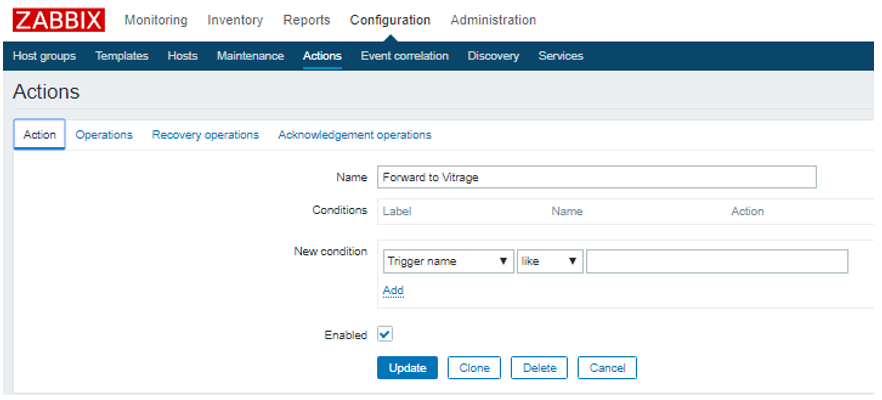 ZABBIX Monitoring Inventory Reports Configuration Administration
Host groups Templates Hosts Maintenance Actions Event correlation Discovery Services
Actions
Action Operations Recovery operations Acknowledgement operations
Name Forward to Vitrage
Conditions Label Name Action
New condition Trigger name like
Add
Enabled
Update Clone Delete Cancel